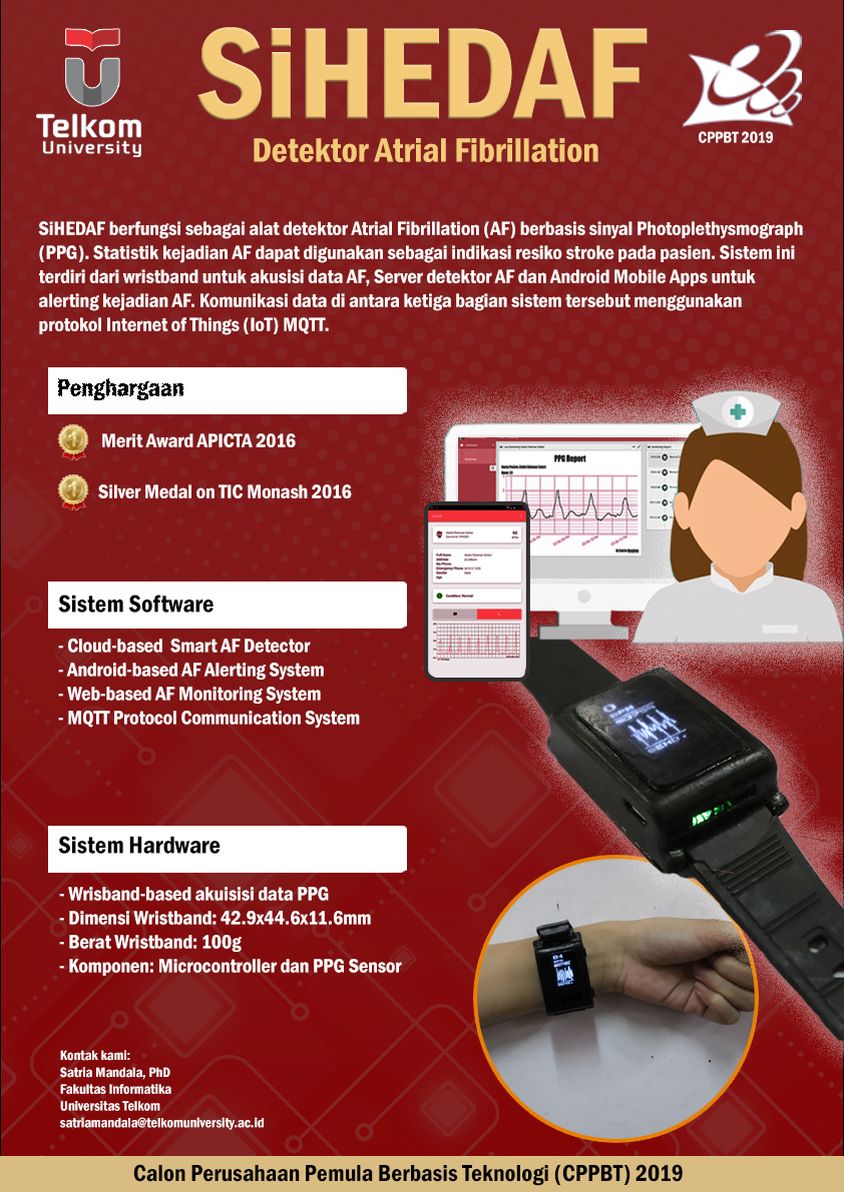 Telkom
University
SiHEDAF
Detektor Atrial Fibrillation
CPPBT 2019
SiHEDAF berfungsi sebagai alat detektor Atrial Fibrillation (AF) berbasis sinyal Photoplethysmograph
(PPG). Statistik kejadian AF dapat digunakan sebagai indikasi resiko stroke pada pasien. Sistem ini
terdiri dari wristband untuk akusisi data AF, Server detektor AF dan Android Mobile Apps untuk
alerting kejadian AF. Komunikasi data di antara ketiga bagian sistem tersebut menggunakan
protokol Internet of Things (IoT) MQTT.
Penghargaan
Merit Award APICTA 2016
Silver Medal on TIC Monash 2016
PPG Report
Condition: Normal
Sistem Software
- Cloud-based Smart AF Detector
- Android-based AF Alerting System
- Web-based AF Monitoring System
- MQTT Protocol Communication System
Sistem Hardware
- Wrisband-based akuisisi data PPG
- Dimensi Wristband: 42.9x44.6x11.6mm
- Berat Wristband: 100g
- Komponen: Microcontroller dan PPG Sensor
Kontak kami:
Satria Mandala, PhD
Fakultas Informatika
Universitas Telkom
satriamandala@telkomuniversity.ac.id
Calon Perusahaan Pemula Berbasis Teknologi (CPPBT) 2019